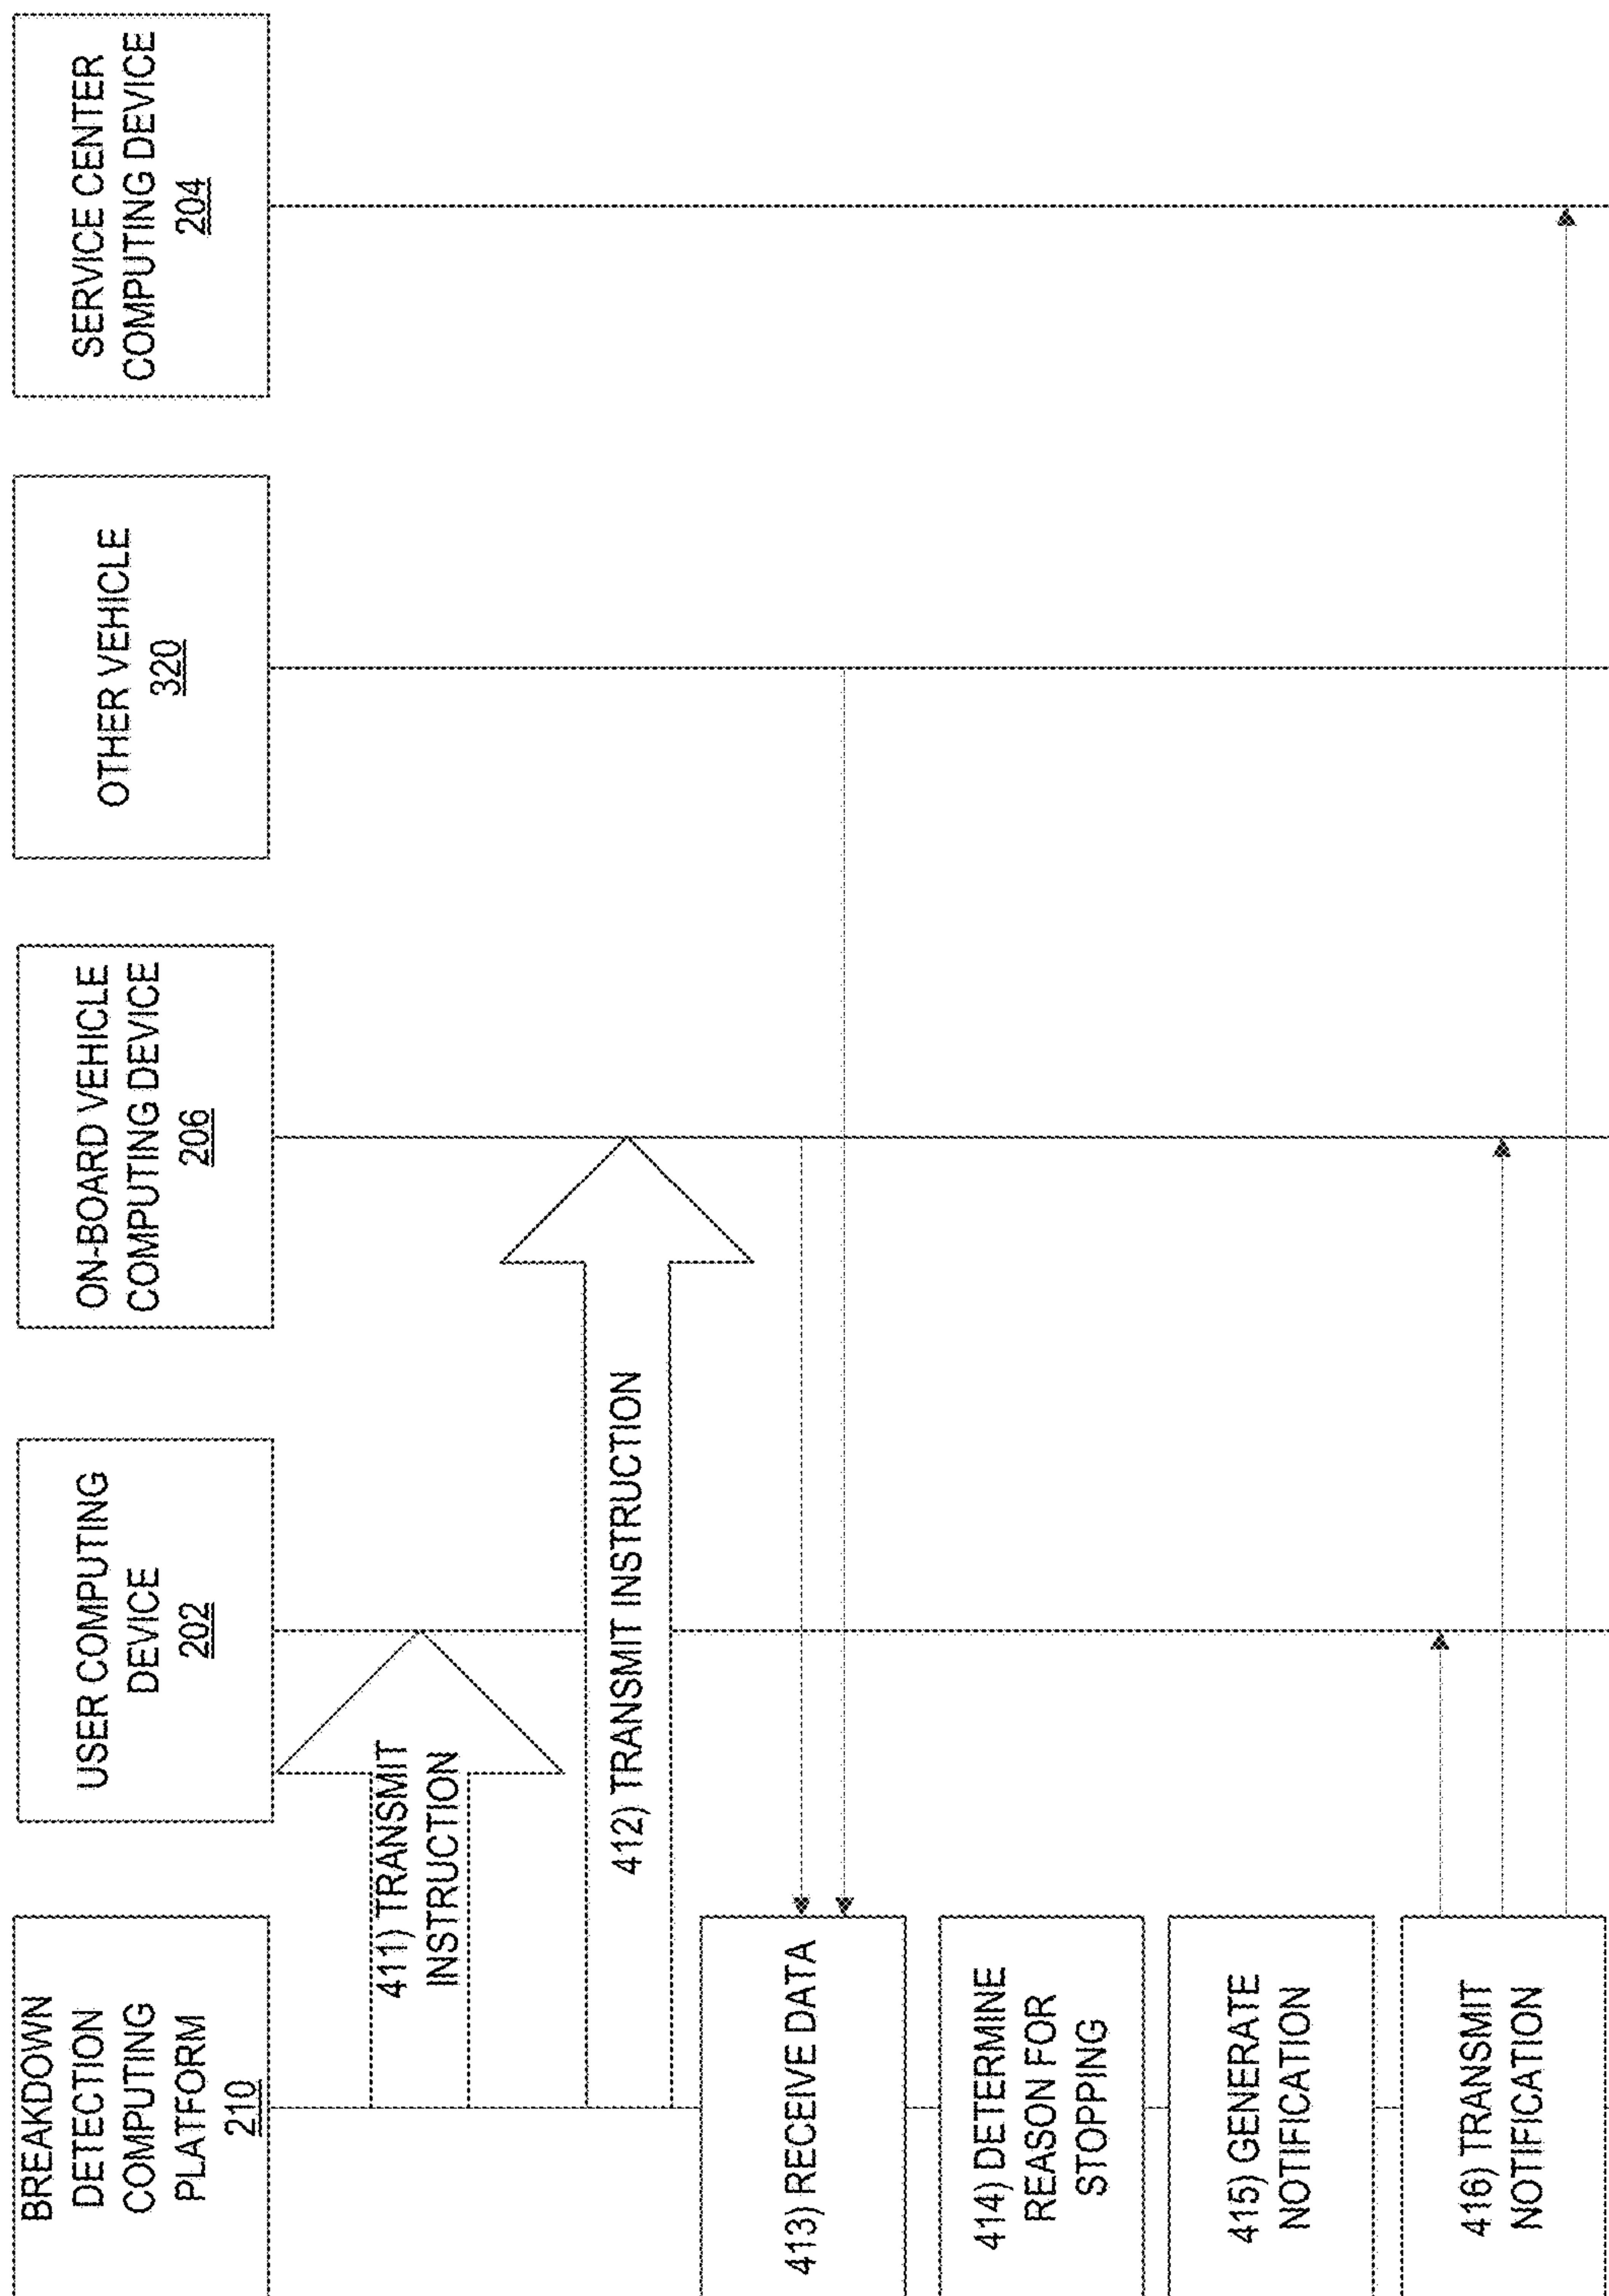 BREAKDOWN
DETECTION
COMPUTING
PLATFORM
210
USER COMPUTING
DEVICE
202
ON-BOARD VEHICLE
COMPUTING DEVICE
206
OTHER VEHICLE
320
SERVICE CENTER
COMPUTING DEVICE
204
411) TRANSMIT
INSTRUCTION
412) TRANSMIT INSTRUCTION
413) RECEIVE DATA
414) DETERMINE
REASON FOR
STOPPING
415) GENERATE
NOTIFICATION
416) TRANSMIT
NOTIFICATION